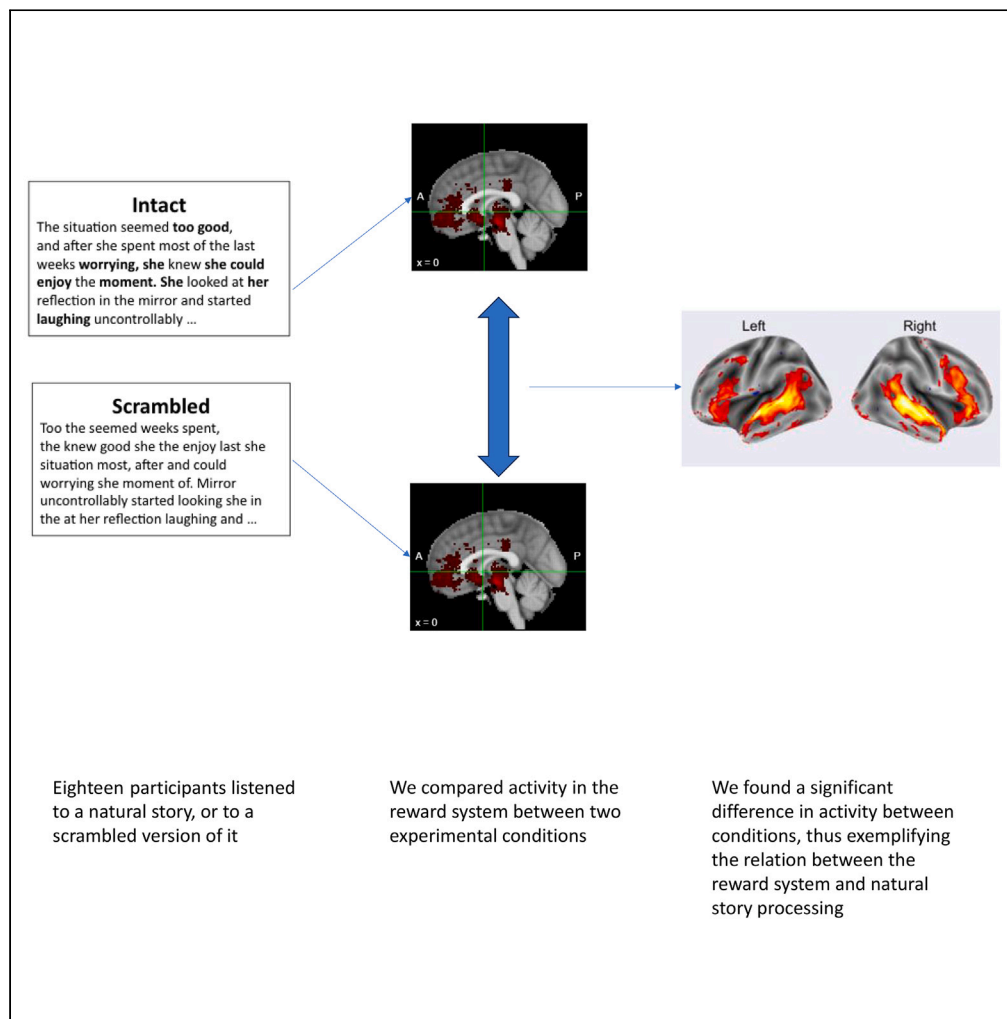 Intact
The situation seemed too good,
and after she spent most of the last
weeks worrying, she knew she could
enjoy the moment. She looked at her
reflection in the mirror and started
laughing uncontrollably ...
Scrambled
Too the seemed weeks spent,
the knew good she the enjoy last she
situation most, after and could
worrying she moment of. Mirror
uncontrollably started looking she in
the at her reflection laughing and ...
A
P
x = 0
A
P
x = 0
Left
Right
Eighteen participants listened
to a natural story, or to a
scrambled version of it
We compared activity in the
reward system between two
experimental conditions
We found a significant
difference in activity between
conditions, thus exemplifying
the relation between the
reward system and natural
story processing